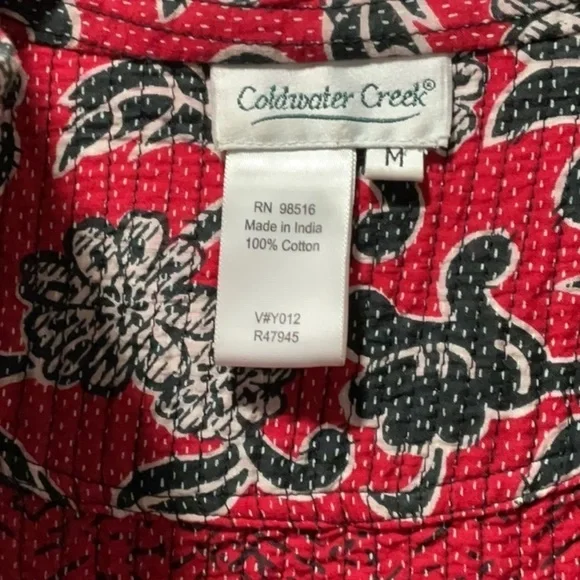 Coldwater Creek®
M
RN 98516
Made in India
100% Cotton
V#Y012
R47945